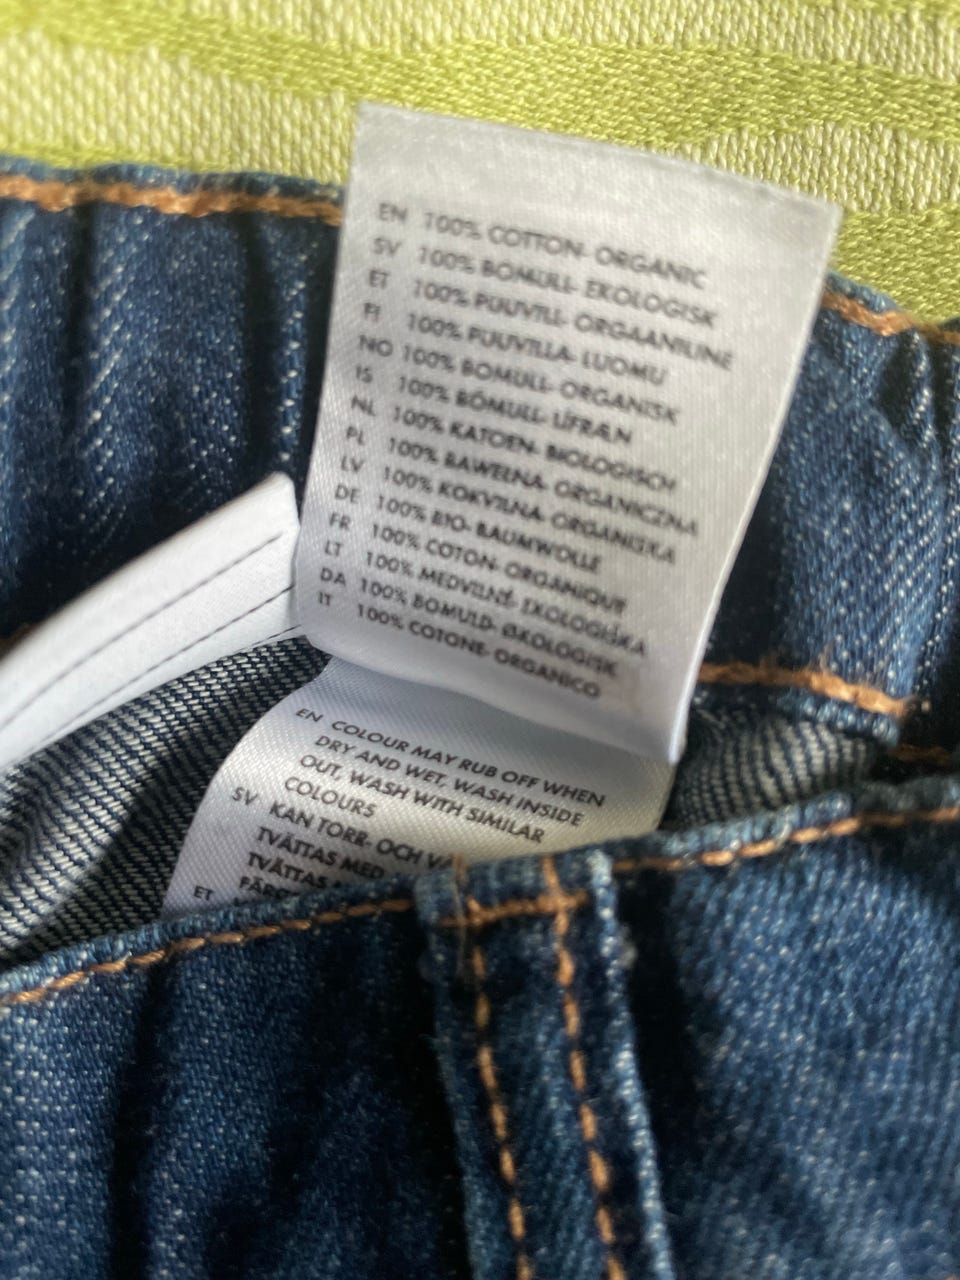 EN 100% COTTON- ORGANIC
SV 100% BOMULL- EKOLOGISK
ET 100% PUUVILL- ORGAANILINE
FI 100% PUUVILLA- LUOMU
NO 100% BOMULL- ORGANISK
IS 100% BÓMULL- LÍFRÆN
NL 100% KATOEN- BIOLOGISCH
PL 100% BAWEŁNA- ORGANICZNA
LV 100% KOKVILNA- ORGANISKA
DE 100% BIO- BAUMWOLLE
FR 100% COTON- ORGANIQUE
LT 100% MEDVILNĖ- EKOLOGIŠKA
DA 100% BOMULD- ØKOLOGISK
IT 100% COTONE- ORGANICO
EN COLOUR MAY RUB OFF WHEN
DRY AND WET, WASH INSIDE
OUT, WASH WITH SIMILAR
COLOURS
SV KAN TORR- OCH
TVÄTTAS MED
TVÄTTAS
ET